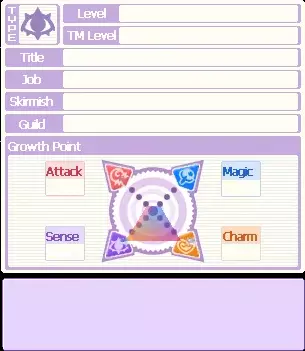 TYPE
Level
TM Level
Title
Job
Skirmish
Guild
Growth Point
Attack
Magic
Sense
Charm